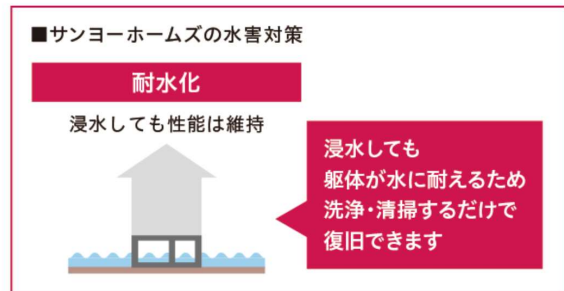 ■サンヨーホームズの水害対策
耐水化
浸水しても性能は維持
浸水しても
躯体が水に耐えるため
洗浄・清掃するだけで
復旧できます